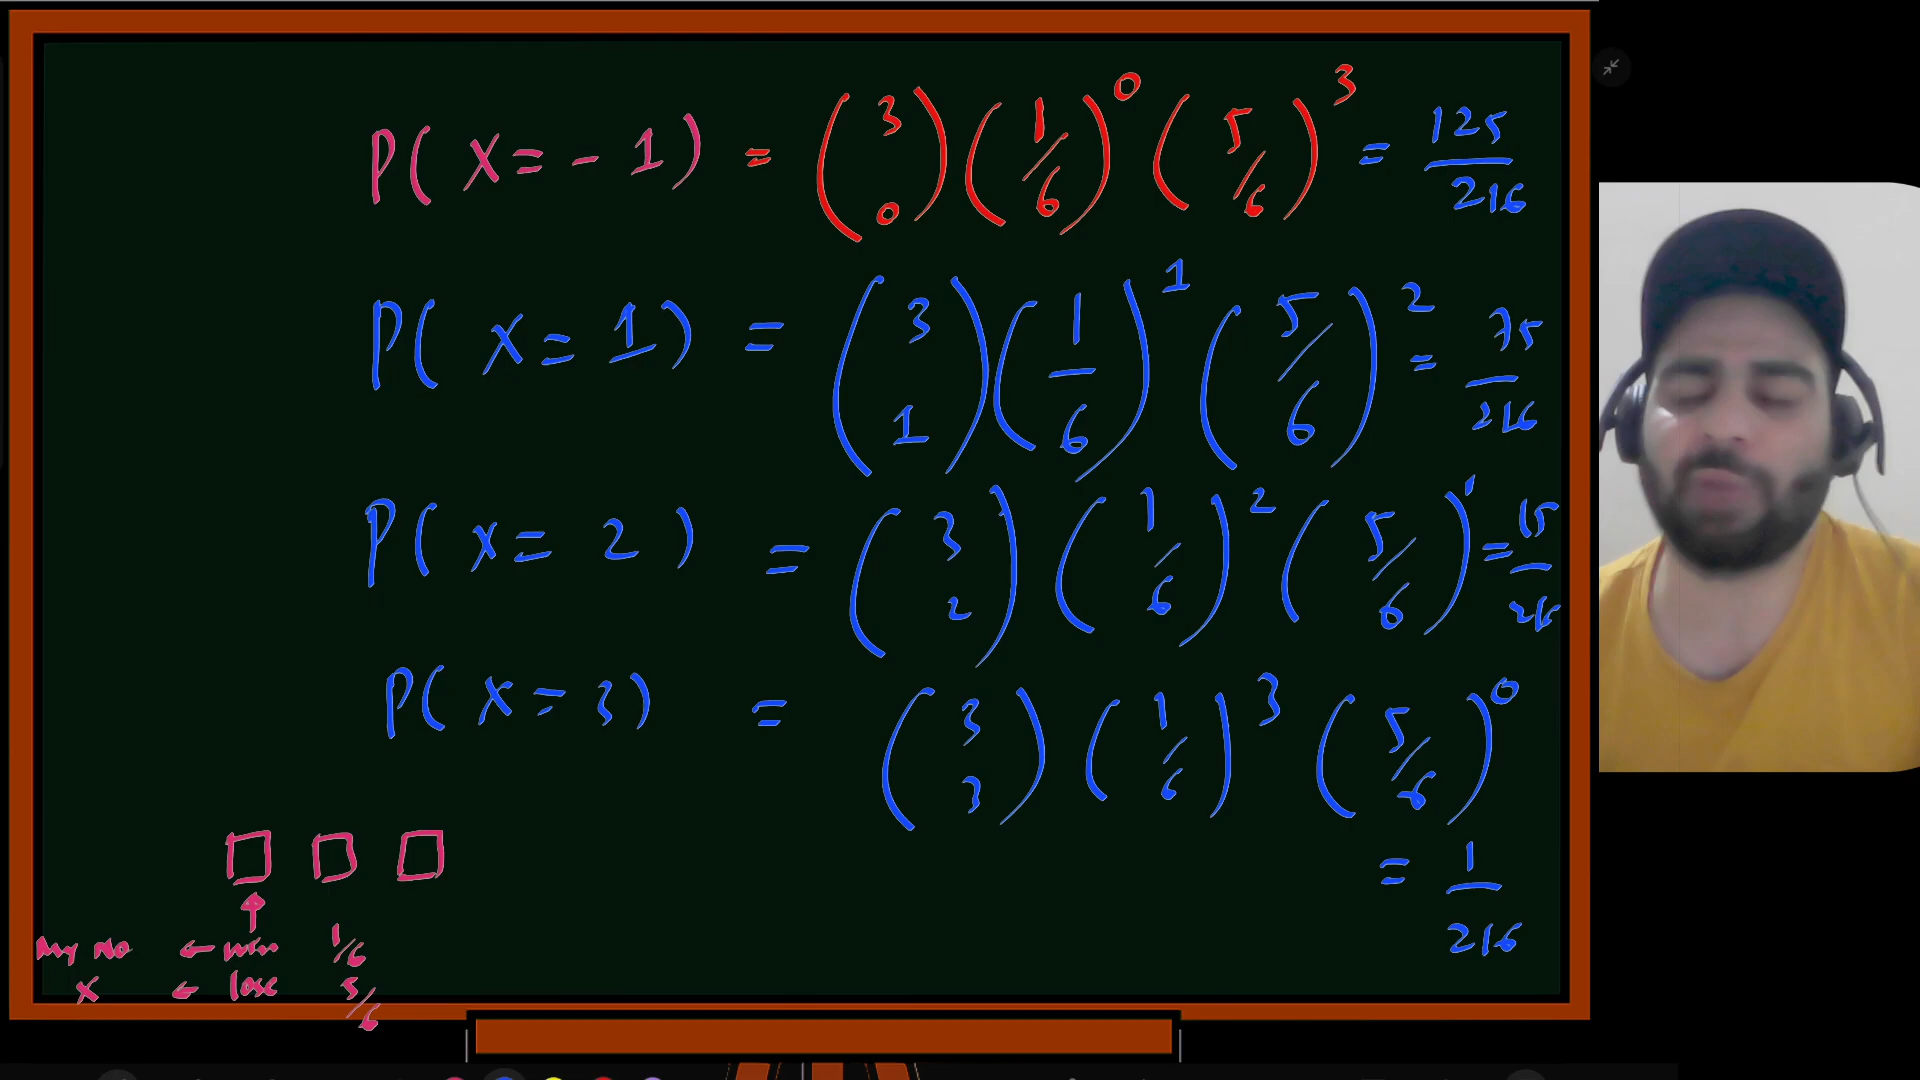 P( X = - 1 ) = (3 0) (1/6)^0 (5/6)^3 = 125/216
P( X = 1 ) = (3 1) (1/6)^1 (5/6)^2 = 75/216
P( X = 2 ) = (3 2) (1/6)^2 (5/6)^1 = 15/216
P( X = 3 ) = (3 3) (1/6)^3 (5/6)^0
= 1/216
My No ← win 1/6
x ← lose 5/6